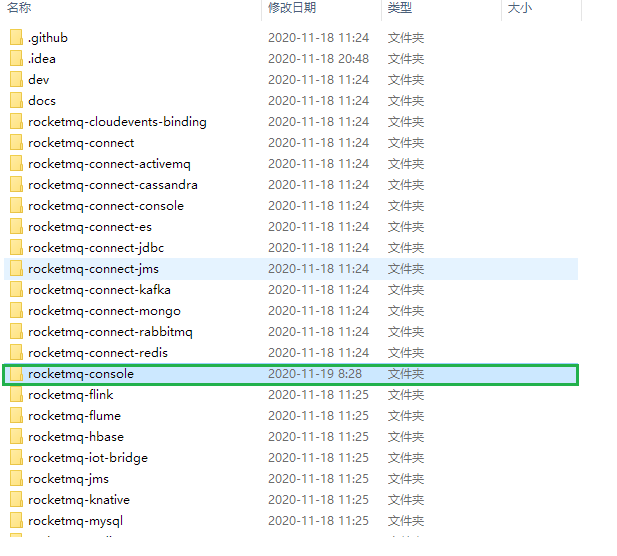 名称 修改日期 类型 大小
.github 2020-11-18 11:24 文件夹
.idea 2020-11-18 20:48 文件夹
dev 2020-11-18 11:24 文件夹
docs 2020-11-18 11:24 文件夹
rocketmq-cloudevents-binding 2020-11-18 11:24 文件夹
rocketmq-connect 2020-11-18 11:24 文件夹
rocketmq-connect-activemq 2020-11-18 11:24 文件夹
rocketmq-connect-cassandra 2020-11-18 11:24 文件夹
rocketmq-connect-console 2020-11-18 11:24 文件夹
rocketmq-connect-es 2020-11-18 11:24 文件夹
rocketmq-connect-jdbc 2020-11-18 11:24 文件夹
rocketmq-connect-jms 2020-11-18 11:24 文件夹
rocketmq-connect-kafka 2020-11-18 11:24 文件夹
rocketmq-connect-mongo 2020-11-18 11:24 文件夹
rocketmq-connect-rabbitmq 2020-11-18 11:24 文件夹
rocketmq-connect-redis 2020-11-18 11:24 文件夹
rocketmq-console 2020-11-19 8:28 文件夹
rocketmq-flink 2020-11-18 11:25 文件夹
rocketmq-flume 2020-11-18 11:25 文件夹
rocketmq-hbase 2020-11-18 11:25 文件夹
rocketmq-iot-bridge 2020-11-18 11:25 文件夹
rocketmq-jms 2020-11-18 11:25 文件夹
rocketmq-knative 2020-11-18 11:25 文件夹
rocketmq-mysql 2020-11-18 11:25 文件夹